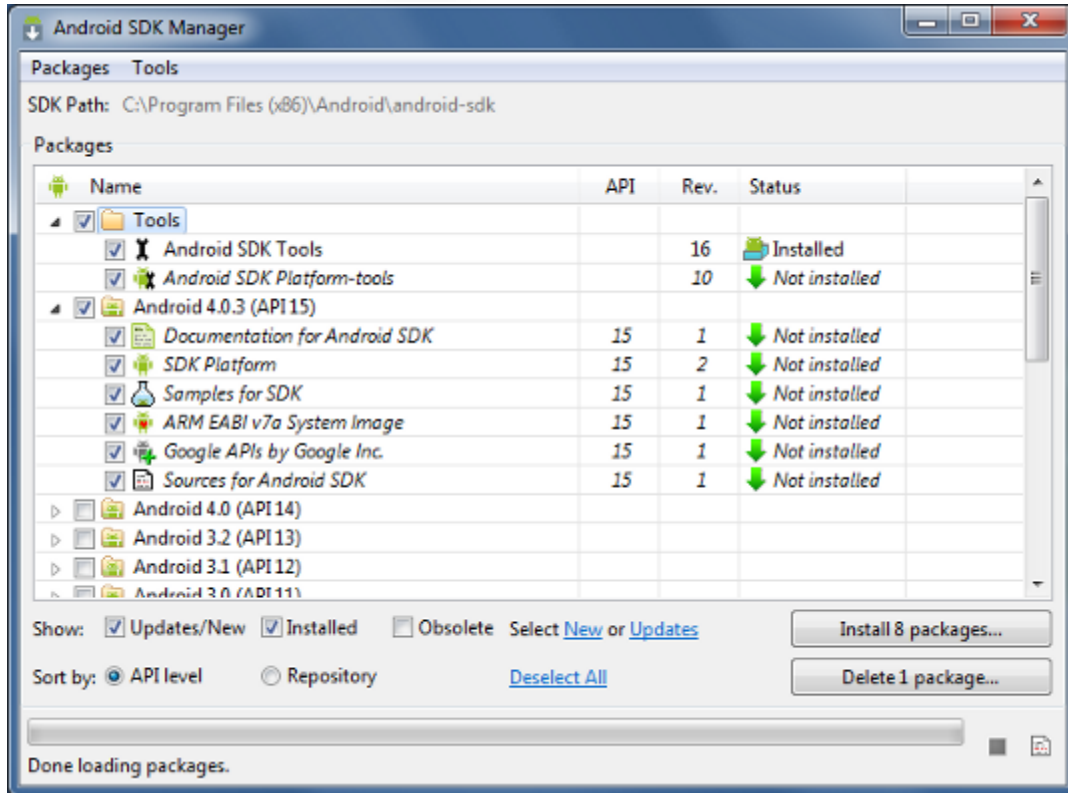 Android SDK Manager
Packages Tools
SDK Path: C:\Program Files (x86)\Android\android-sdk
Packages
Name API Rev. Status
Tools
Android SDK Tools 16 Installed
Android SDK Platform-tools 10 Not installed
Android 4.0.3 (API 15)
Documentation for Android SDK 15 1 Not installed
SDK Platform 15 2 Not installed
Samples for SDK 15 1 Not installed
ARM EABI v7a System Image 15 1 Not installed
Google APIs by Google Inc. 15 1 Not installed
Sources for Android SDK 15 1 Not installed
Android 4.0 (API 14)
Android 3.2 (API 13)
Android 3.1 (API 12)
Android 3.0 (API 11)
Show: Updates/New Installed Obsolete Select New or Updates Install 8 packages...
Sort by: API level Repository Deselect All Delete 1 package...
Done loading packages.